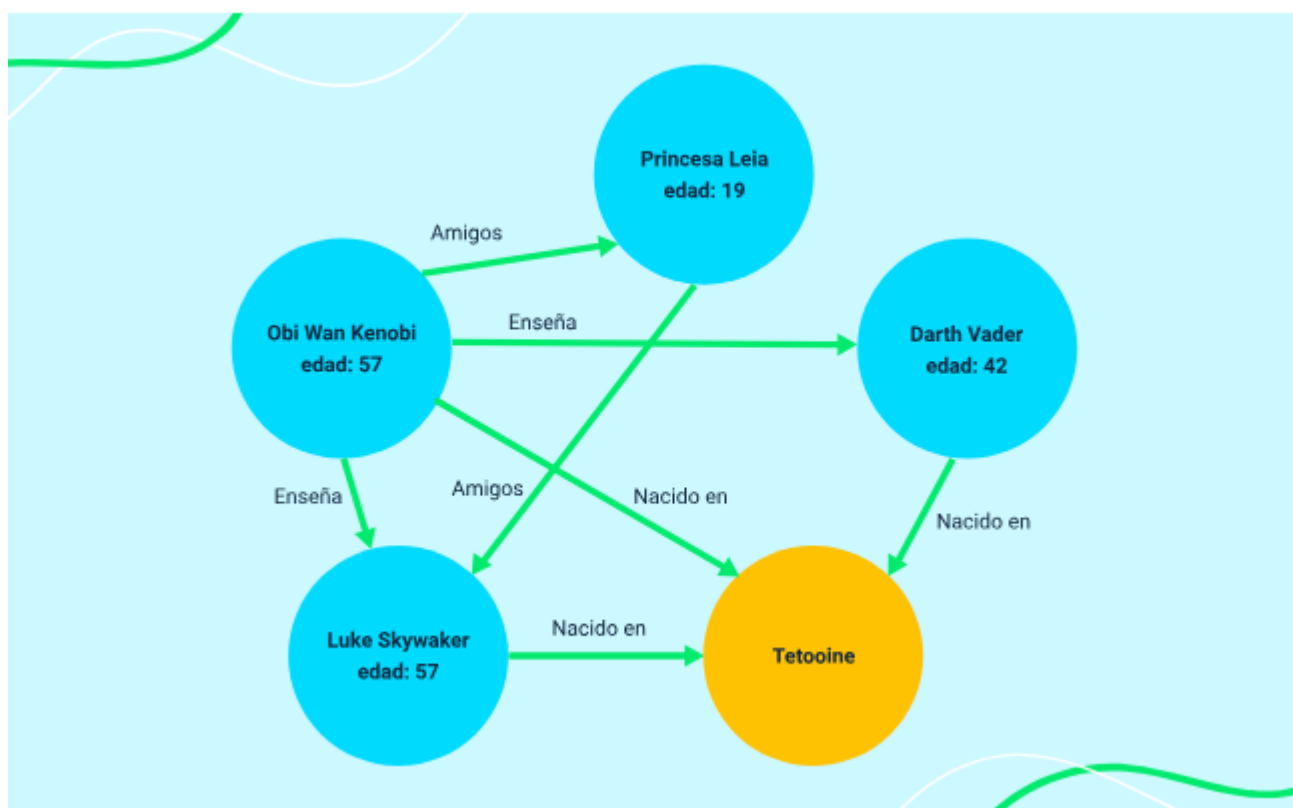 Princesa Leia
edad: 19
Amigos
Obi Wan Kenobi
edad: 57
Enseña
Darth Vader
edad: 42
Enseña
Amigos
Nacido en
Nacido en
Luke Skywaker
edad: 57
Nacido en
Tetooine